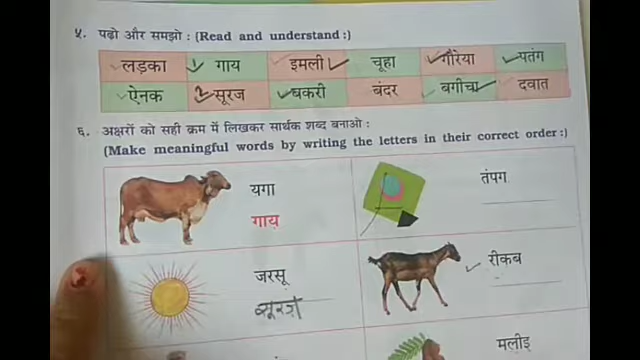 ५. पढ़ो और समझो : (Read and understand :)
लड़का गाय इमली चूहा गौरेया पतंग
ऐनक सूरज बकरी बंदर बगीचा दवात
६. अक्षरों को सही क्रम में लिखकर सार्थक शब्द बनाओ :
(Make meaningful words by writing the letters in their correct order :)
यगा तंपग
गाय
जरसू रीकब
सूरज
मलीइ